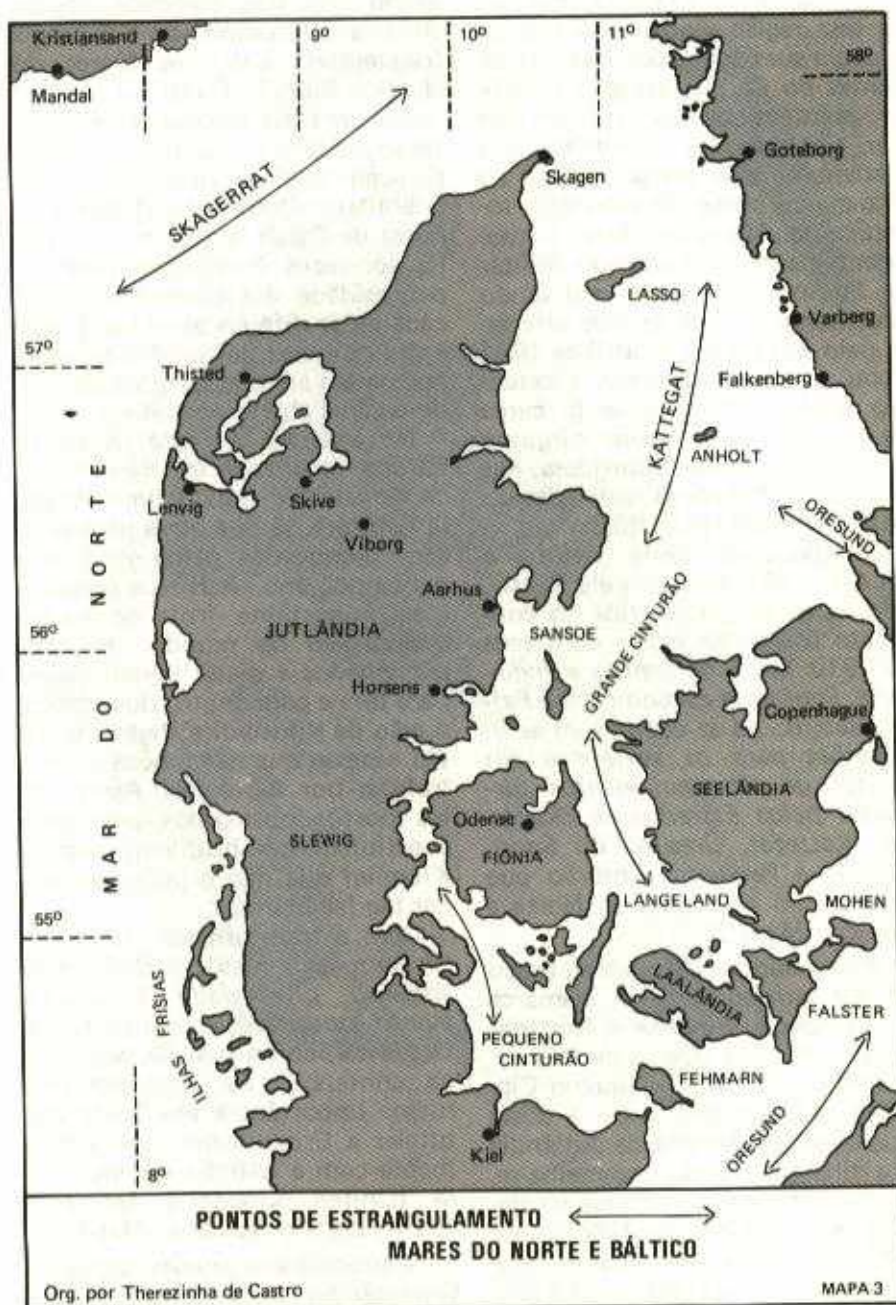 9º
10º
11º
Kristiansand
58º
Mandal
Goteborg
Skagen
SKAGERRAT
LASSO
Varberg
57º
Thisted
Falkenberg
KATTEGAT
ANHOLT
Lenvig
Skive
ORESUND
Viborg
Aarhus
MAR DO NORTE
JUTLÂNDIA
SANSOE
56º
GRANDE CINTURÃO
Horsens
Copenhague
SEELÂNDIA
Odense
SLEWIG
FIÔNIA
LANGELAND
MOHEN
55º
LAALÂNDIA
FALSTER
ILHAS FRÍSIAS
PEQUENO
CINTURÃO
FEHMARN
ORESUND
Kiel
8º
PONTOS DE ESTRANGULAMENTO
MARES DO NORTE E BÁLTICO
Org. por Therezinha de Castro
MAPA 3